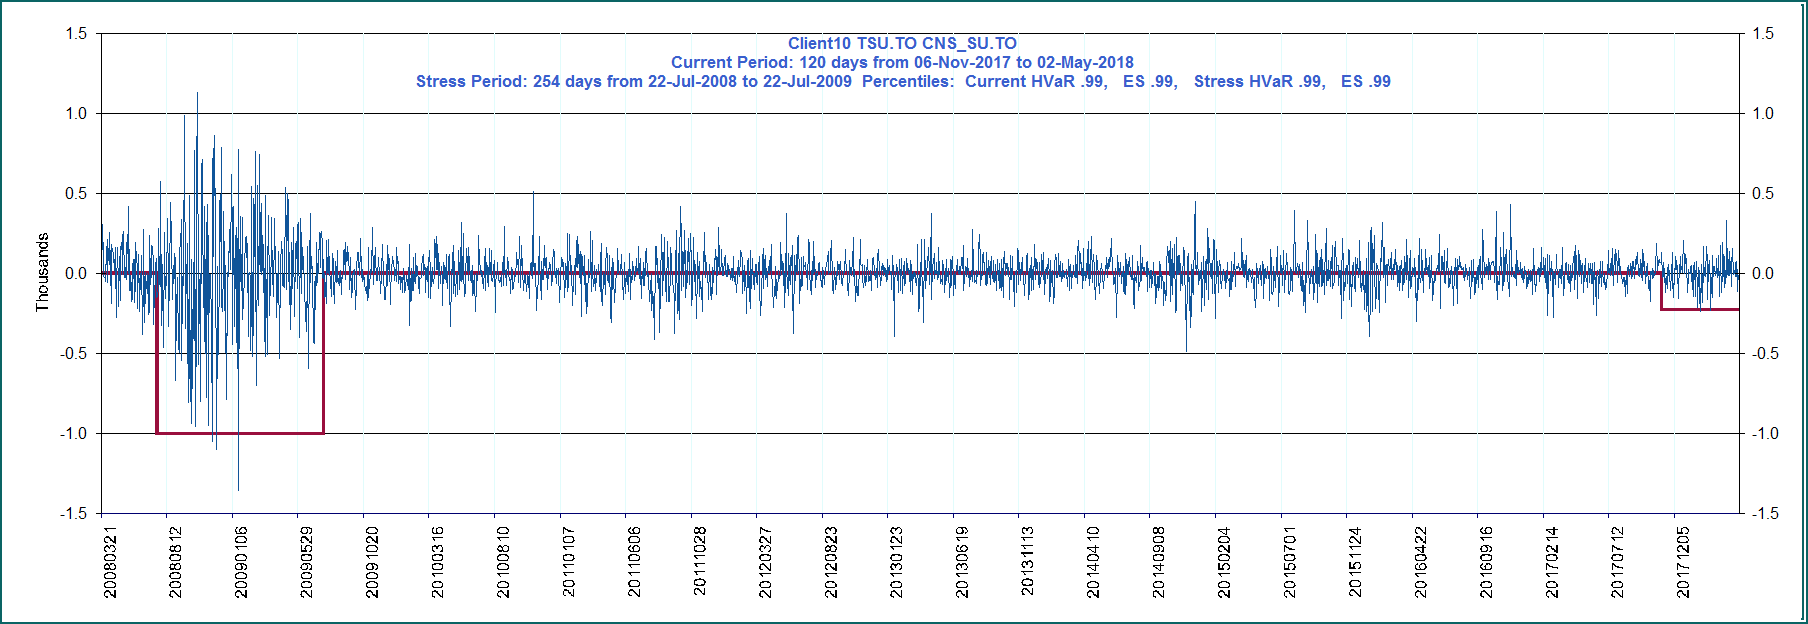 Client10 TSU.TO CNS_SU.TO
Current Period: 120 days from 06-Nov-2017 to 02-May-2018
Stress Period: 254 days from 22-Jul-2008 to 22-Jul-2009  Percentiles:  Current HVaR .99,   ES .99,   Stress HVaR .99,   ES .99
1.5 1.5
1.0 1.0
0.5 0.5
0.0 0.0
-0.5 -0.5
-1.0 -1.0
-1.5 -1.5
Thousands
20080321 20080812 20090106 20090529 20091020 20100316 20100810 20110107 20110606 20111028 20120327 20120823 20130123 20130619 20131113 20140410 20140908 20150204 20150701 20151124 20160422 20160916 20170214 20170712 20171205